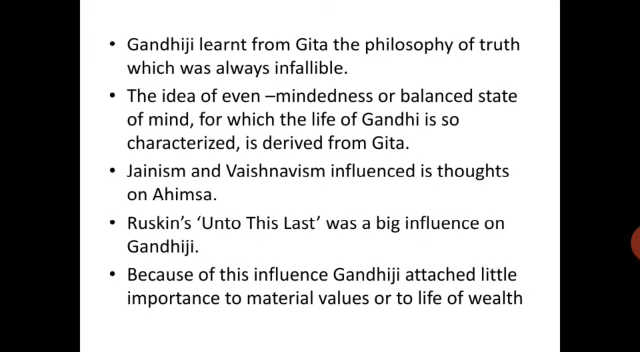 • Gandhiji learnt from Gita the philosophy of truth
which was always infallible.
• The idea of even –mindedness or balanced state
of mind, for which the life of Gandhi is so
characterized, is derived from Gita.
• Jainism and Vaishnavism influenced is thoughts
on Ahimsa.
• Ruskin's 'Unto This Last' was a big influence on
Gandhiji.
• Because of this influence Gandhiji attached little
importance to material values or to life of wealth